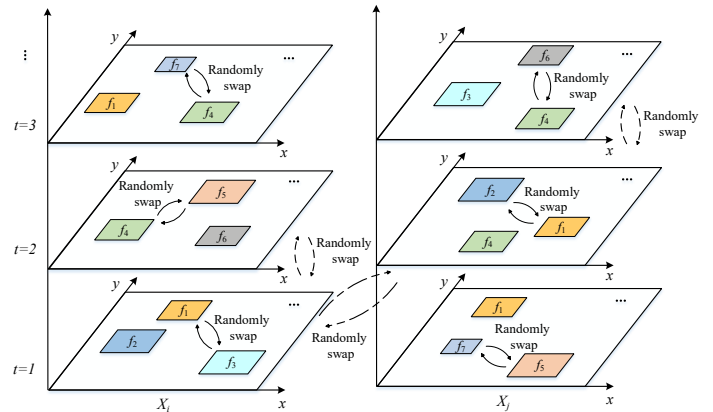 ⋮
y
f7
...
Randomly
swap
f1
f4
t=3
x
y
Randomly
swap
f5
...
f4
f6
Randomly
swap
t=2
x
y
f1
...
Randomly
swap
f2
f3
t=1
x
Xi
Randomly
swap
y
f6
...
Randomly
swap
f3
f4
Randomly
swap
x
y
f2
...
Randomly
swap
f1
f4
x
y
f1
...
Randomly
swap
f7
f5
x
Xj